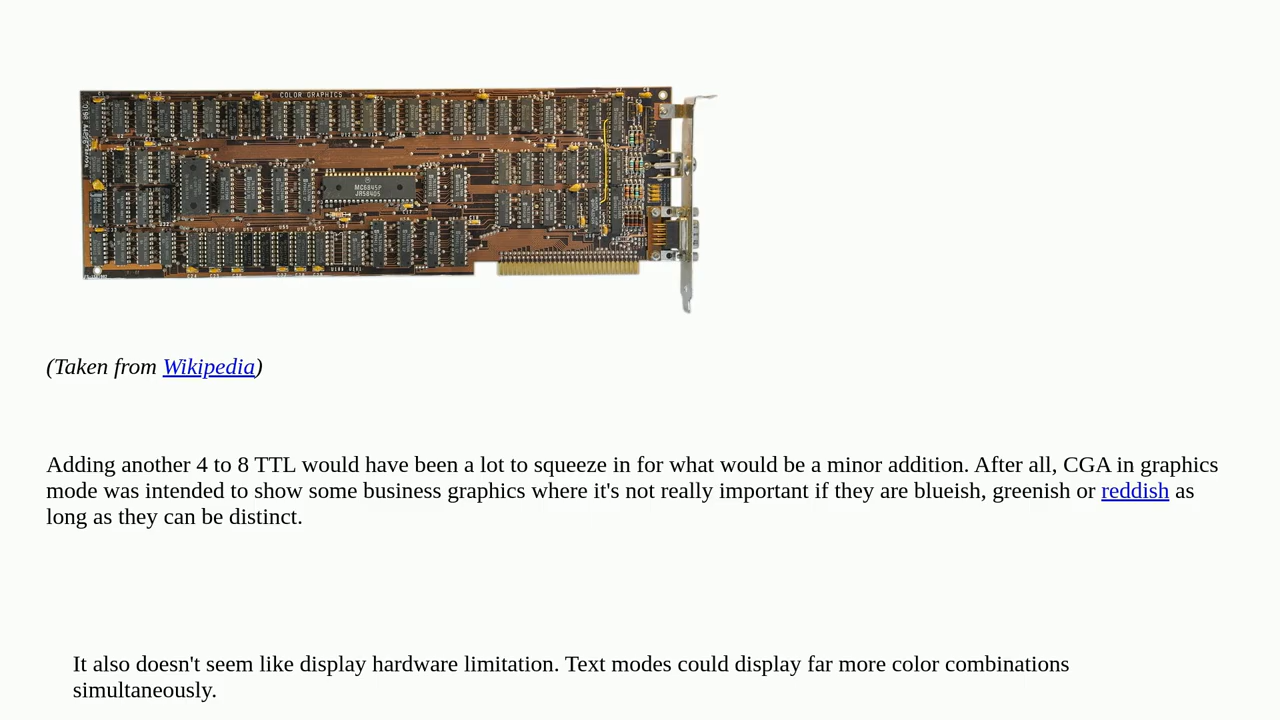 COLOR GRAPHICS
MC6845P
(Taken from Wikipedia)
Adding another 4 to 8 TTL would have been a lot to squeeze in for what would be a minor addition. After all, CGA in graphics
mode was intended to show some business graphics where it's not really important if they are blueish, greenish or reddish as
long as they can be distinct.
It also doesn't seem like display hardware limitation. Text modes could display far more color combinations
simultaneously.